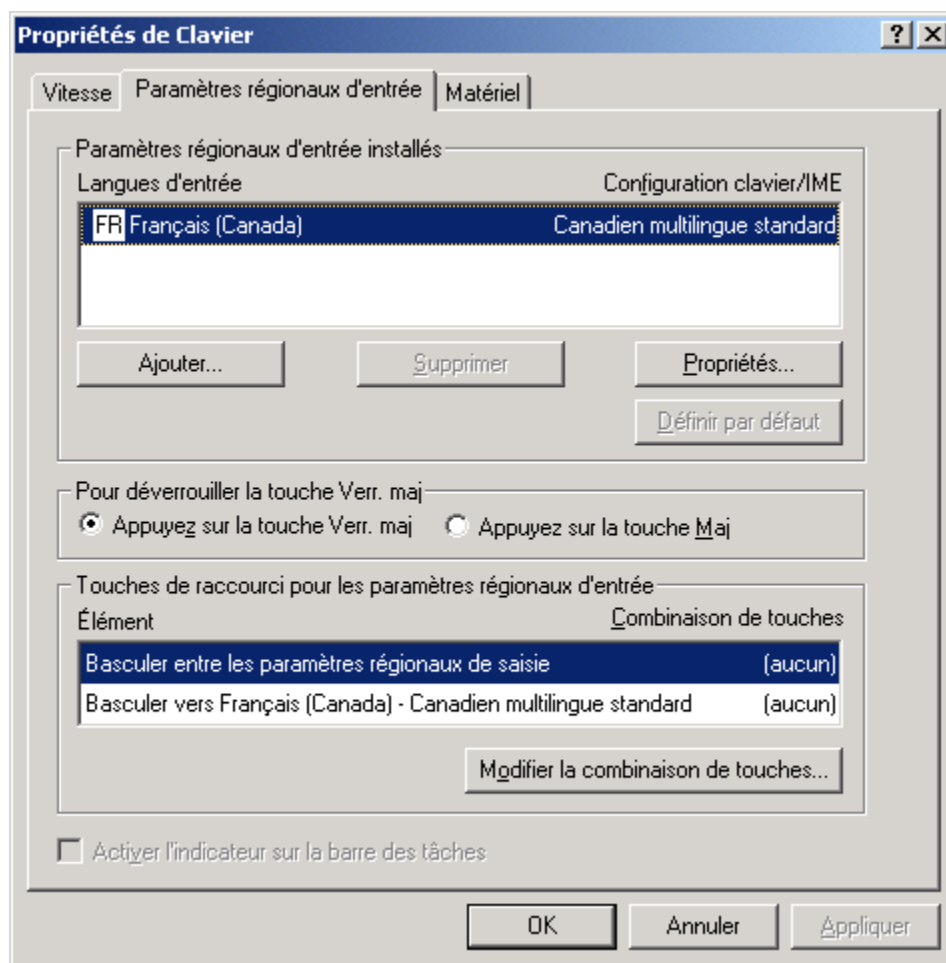 Propriétés de Clavier
Vitesse Paramètres régionaux d'entrée Matériel
Paramètres régionaux d'entrée installés
Langues d'entrée Configuration clavier/IME
FR Français (Canada) Canadien multilingue standard
Ajouter... Supprimer Propriétés...
Définir par défaut
Pour déverrouiller la touche Verr. maj
Appuyez sur la touche Verr. maj Appuyez sur la touche Maj
Touches de raccourci pour les paramètres régionaux d'entrée
Élément Combinaison de touches
Basculer entre les paramètres régionaux de saisie (aucun)
Basculer vers Français (Canada) - Canadien multilingue standard (aucun)
Modifier la combinaison de touches...
Activer l'indicateur sur la barre des tâches
OK Annuler Appliquer